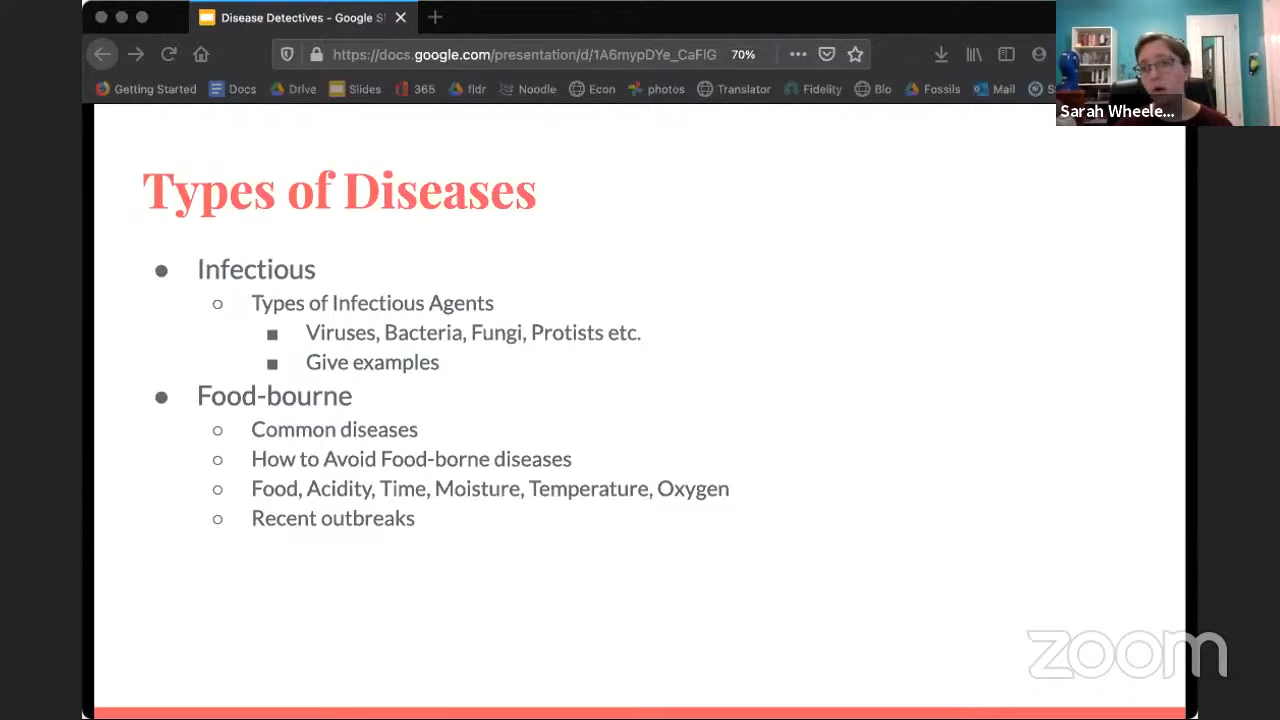 Disease Detectives - Google S
https://docs.google.com/presentation/d/1A6mypDYe_CaFlG 70%
Getting Started Docs Drive Slides 365 fldr Noodle Econ photos Translator Fidelity Bio Fossils Mail S
Sarah Wheele...
Types of Diseases
Infectious
Types of Infectious Agents
Viruses, Bacteria, Fungi, Protists etc.
Give examples
Food-bourne
Common diseases
How to Avoid Food-borne diseases
Food, Acidity, Time, Moisture, Temperature, Oxygen
Recent outbreaks
zoom